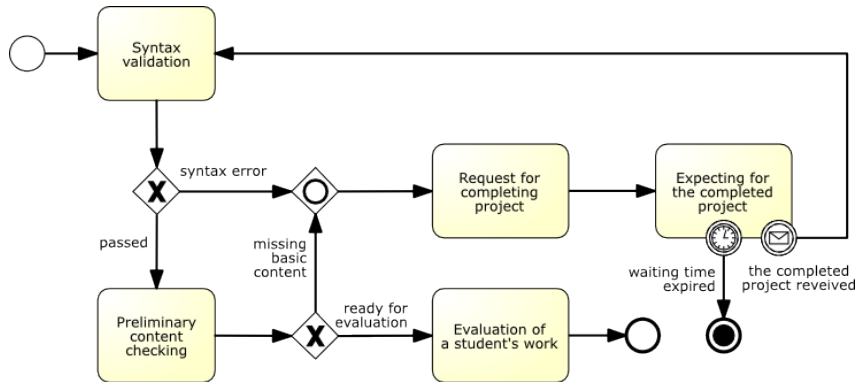 Syntax
validation
syntax error
Request for
completing
project
Expecting for
the completed
project
passed
missing
basic
content
waiting time
expired
the completed
project reveived
Preliminary
content
checking
ready for
evaluation
Evaluation of
a student's work